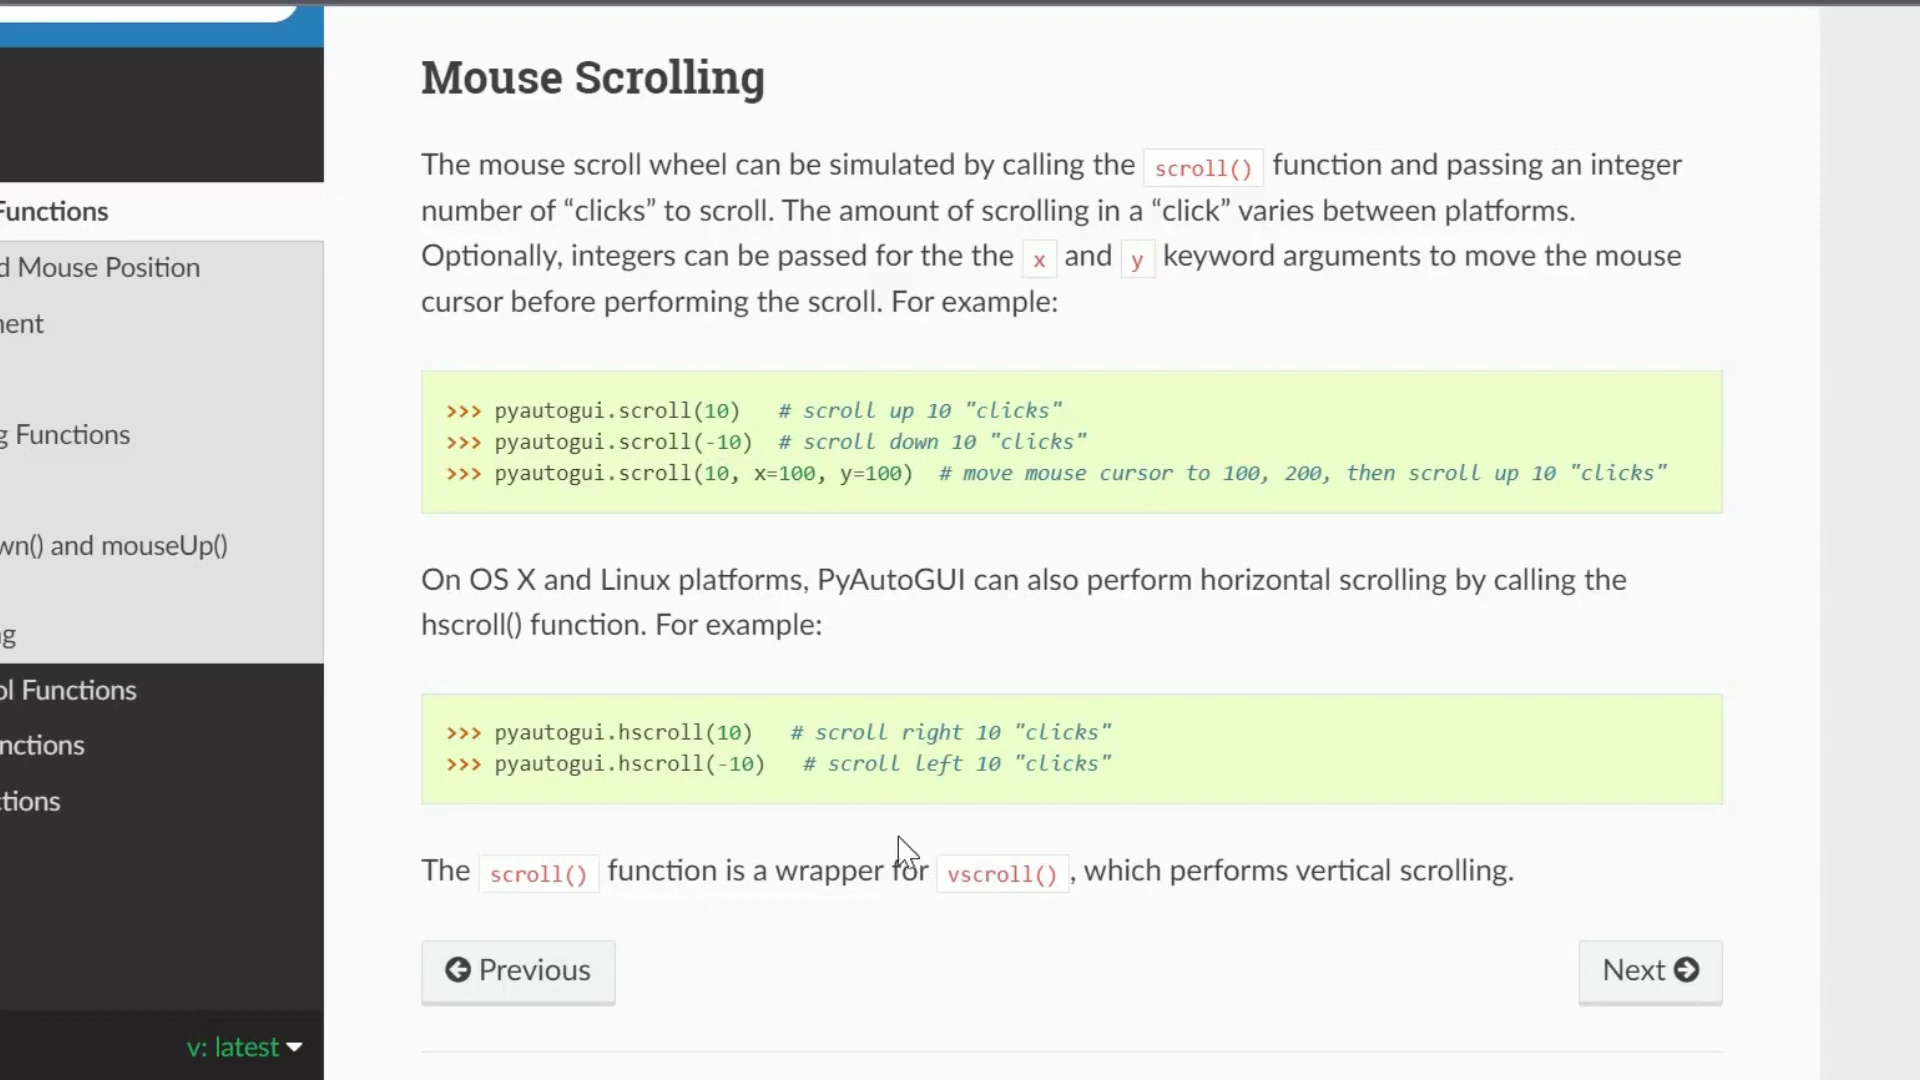 Mouse Scrolling
The mouse scroll wheel can be simulated by calling the scroll() function and passing an integer
number of “clicks” to scroll. The amount of scrolling in a “click” varies between platforms.
Optionally, integers can be passed for the the x and y keyword arguments to move the mouse
cursor before performing the scroll. For example:
>>> pyautogui.scroll(10)   # scroll up 10 "clicks"
>>> pyautogui.scroll(-10)  # scroll down 10 "clicks"
>>> pyautogui.scroll(10, x=100, y=100)  # move mouse cursor to 100, 200, then scroll up 10 "clicks"
On OS X and Linux platforms, PyAutoGUI can also perform horizontal scrolling by calling the
hscroll() function. For example:
>>> pyautogui.hscroll(10)   # scroll right 10 "clicks"
>>> pyautogui.hscroll(-10)   # scroll left 10 "clicks"
The scroll() function is a wrapper for vscroll(), which performs vertical scrolling.
Previous
Next
Functions
d Mouse Position
nent
g Functions
wn() and mouseUp()
g
ol Functions
nctions
ctions
v: latest